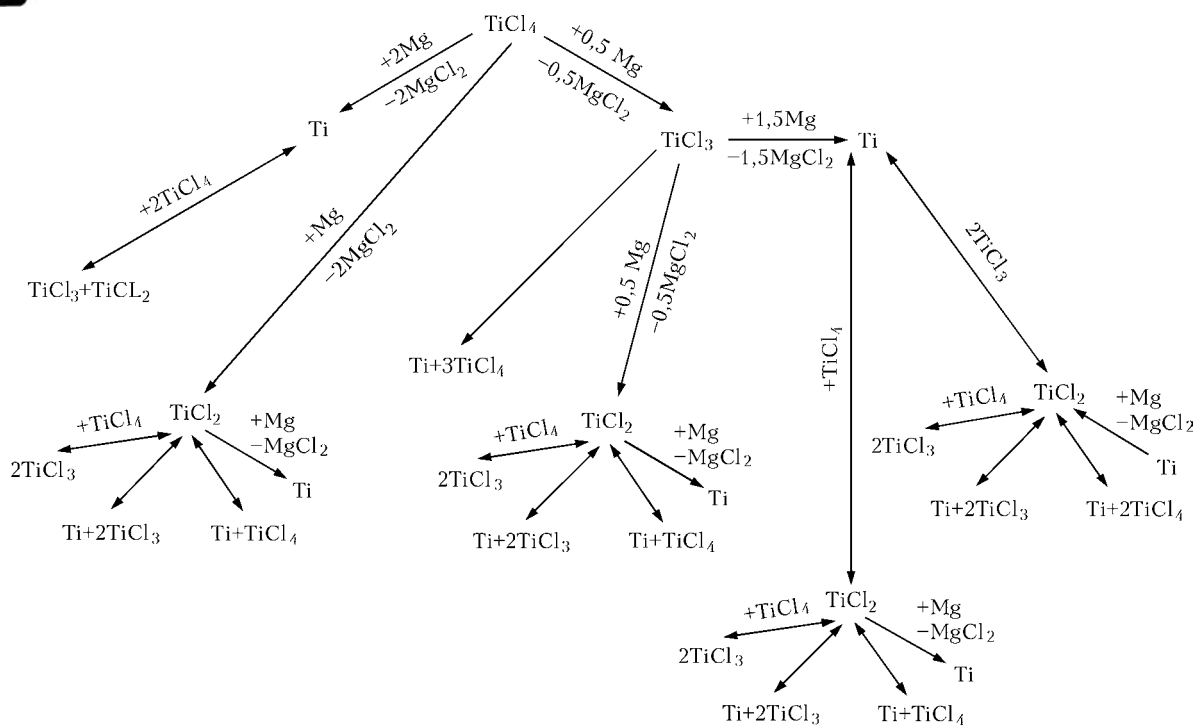 TiCl₄
+2Mg
−2MgCl₂
+0,5 Mg
−0,5MgCl₂
Ti
TiCl₃
+1,5Mg
−1,5MgCl₂
Ti
+2TiCl₄
TiCl₃+TiCL₂
+Mg
−2MgCl₂
+0,5 Mg
−0,5MgCl₂
2TiCl₃
+TiCl₄
Ti+3TiCl₄
TiCl₂
+TiCl₄
+Mg
−MgCl₂
2TiCl₃
Ti
Ti+2TiCl₃
Ti+TiCl₄
TiCl₂
+TiCl₄
+Mg
−MgCl₂
2TiCl₃
Ti
Ti+2TiCl₃
Ti+TiCl₄
TiCl₂
+TiCl₄
+Mg
−MgCl₂
2TiCl₃
Ti
Ti+2TiCl₃
Ti+2TiCl₄
TiCl₂
+TiCl₄
+Mg
−MgCl₂
2TiCl₃
Ti
Ti+2TiCl₃
Ti+TiCl₄